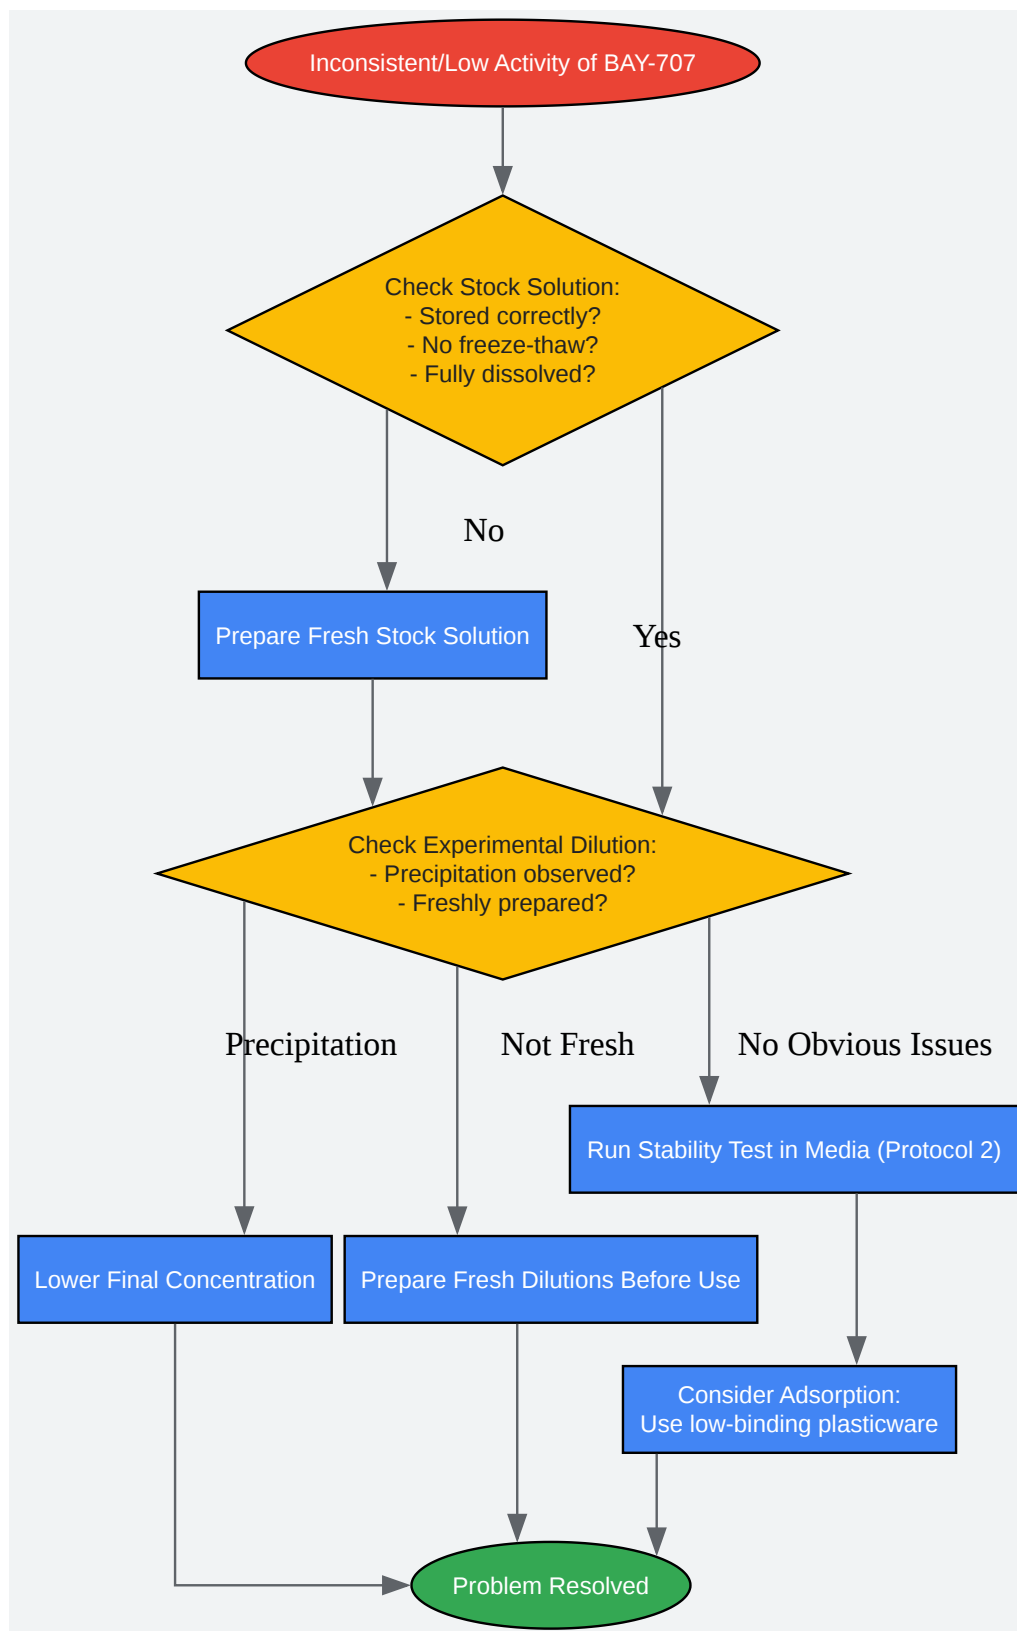 Inconsistent/Low Activity of BAY-707
Check Stock Solution:
- Stored correctly?
- No freeze-thaw?
- Fully dissolved?
No
Prepare Fresh Stock Solution
Yes
Check Experimental Dilution:
- Precipitation observed?
- Freshly prepared?
Precipitation
Not Fresh
No Obvious Issues
Run Stability Test in Media (Protocol 2)
Lower Final Concentration
Prepare Fresh Dilutions Before Use
Consider Adsorption:
Use low-binding plasticware
Problem Resolved